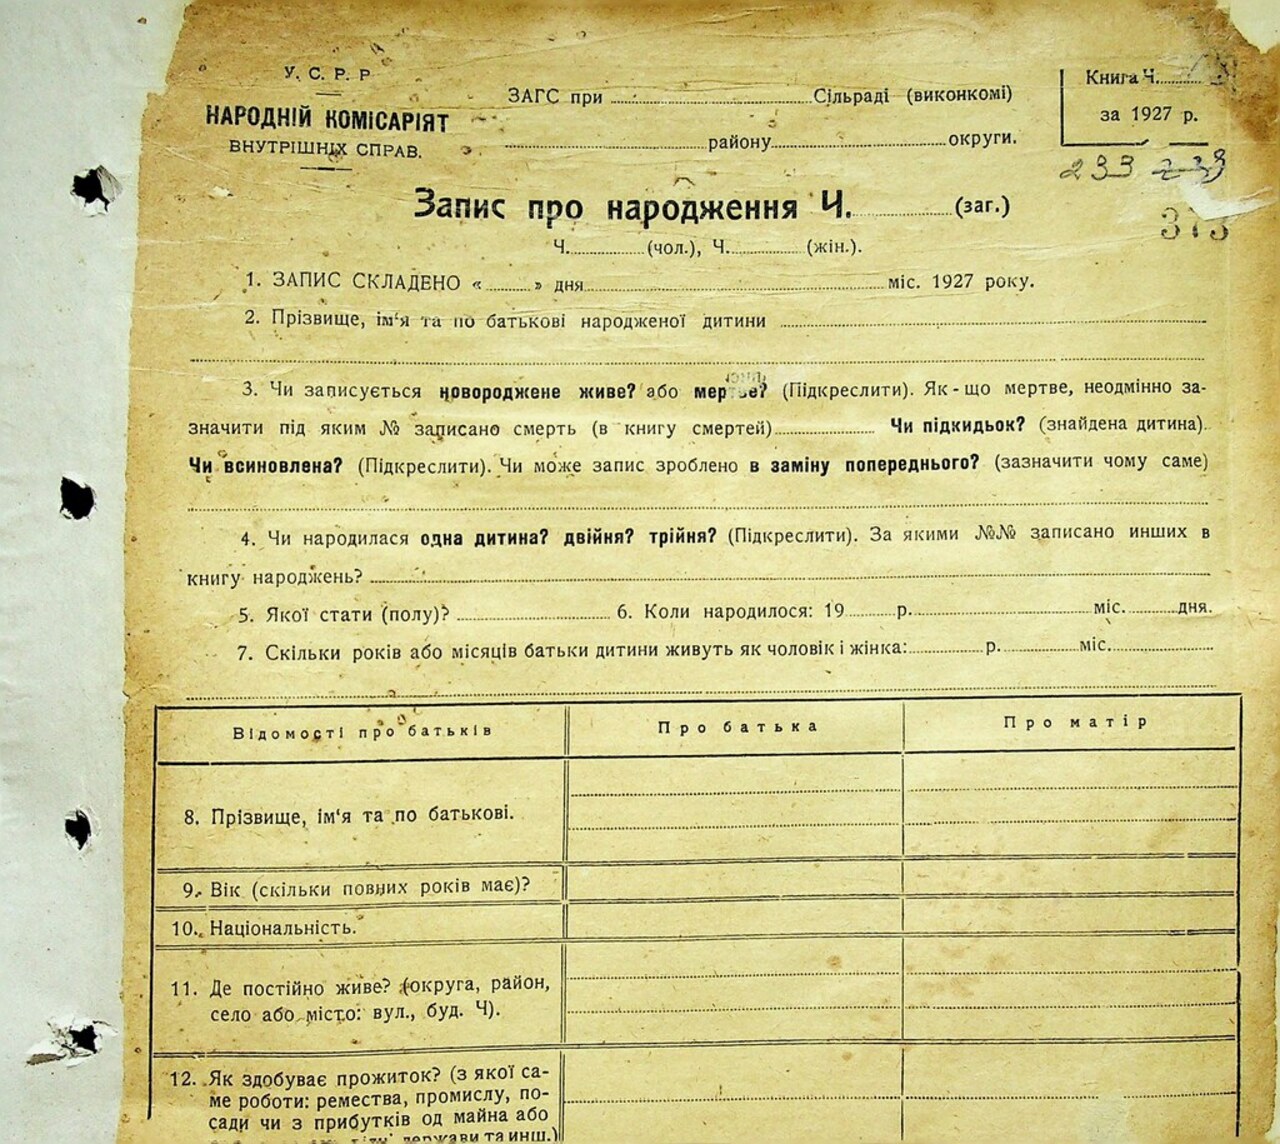 У. С. Р. Р
НАРОДНІЙ КОМІСАРІЯТ
ВНУТРІШНІХ СПРАВ.
ЗАГС при Сільраді (виконкомі)
району округи.
Книга Ч.
за 1927 р.
233 233
373
Запис про народження Ч. (заг.)
Ч. (чол.), Ч. (жін.).
1. ЗАПИС СКЛАДЕНО « » дня міс. 1927 року.
2. Прізвище, ім‘я та по батькові народженої дитини
3. Чи записується новороджене живе? або мертве? (Підкреслити). Як-що мертве, неодмінно за-
значити під яким № записано смерть (в книгу смертей) Чи підкидьок? (знайдена дитина).
Чи всиновлена? (Підкреслити). Чи може запис зроблено в заміну попереднього? (зазначити чому саме)
4. Чи народилася одна дитина? двійня? трійня? (Підкреслити). За якими №№ записано инших в
книгу народжень?
5. Якої стати (полу)? 6. Коли народилося: 19 р. міс. дня.
7. Скільки років або місяців батьки дитини живуть як чоловік і жінка: р. міс.
Відомості про батьків Про батька Про матір
8. Прізвище, ім‘я та по батькові.
9. Вік (скільки повних років має)?
10. Національність.
11. Де постійно живе? (округа, район,
село або місто: вул., буд. Ч).
12. Як здобуває прожиток? (з якої са-
ме роботи: ремества, промислу, по-
сади чи з прибутків од майна або
держави та инш.)